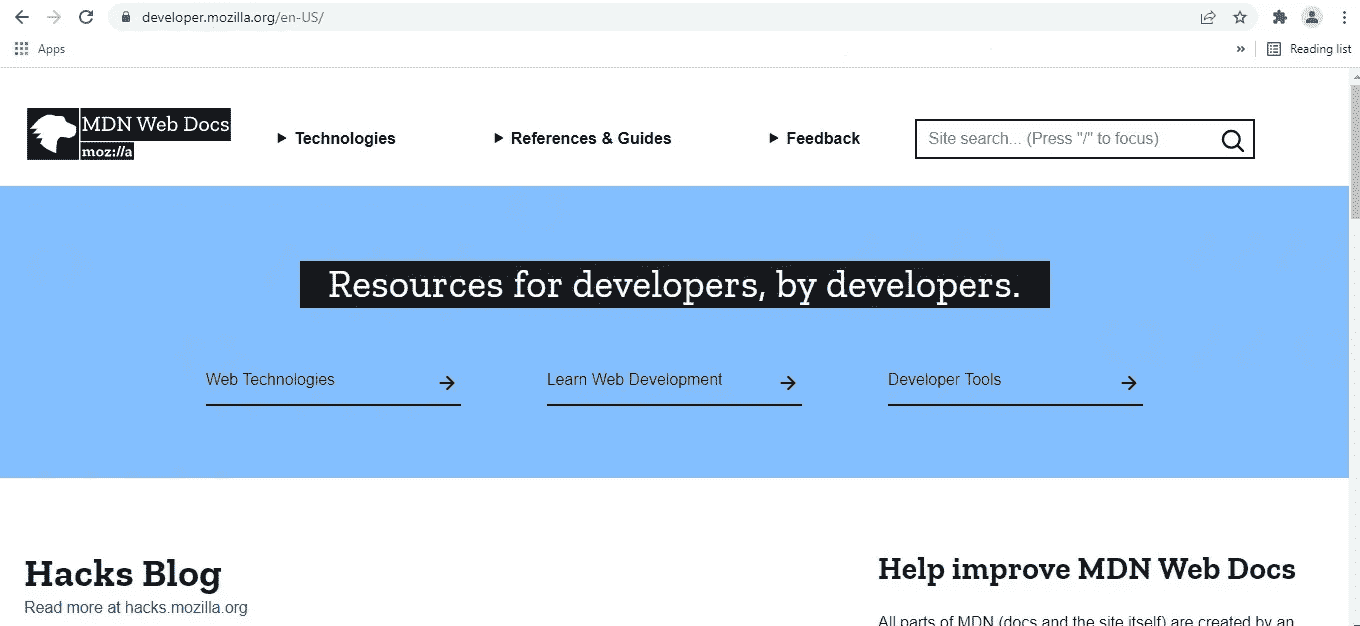 developer.mozilla.org/en-US/
Apps
»
Reading list
MDN Web Docs
moz://a
Technologies
References & Guides
Feedback
Site search... (Press "/" to focus)
Resources for developers, by developers.
Web Technologies
Learn Web Development
Developer Tools
Hacks Blog
Read more at hacks.mozilla.org
Help improve MDN Web Docs
All parts of MDN (docs and the site itself) are created by an